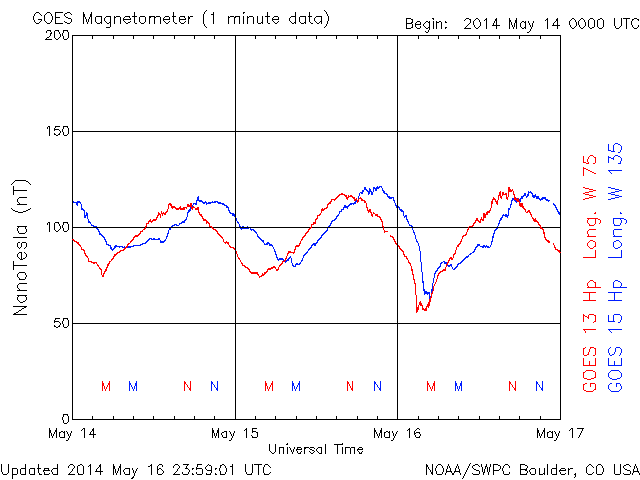 GOES Magnetometer (1 minute data)
Begin: 2014 May 14 0000 UTC
200
150
100
50
0
NanoTesla (nT)
M M N N M M N N M M N N
May 14 May 15 May 16 May 17
Universal Time
GOES 13 Hp Long. W 75
GOES 15 Hp Long. W 135
Updated 2014 May 16 23:59:01 UTC
NOAA/SWPC Boulder, CO USA